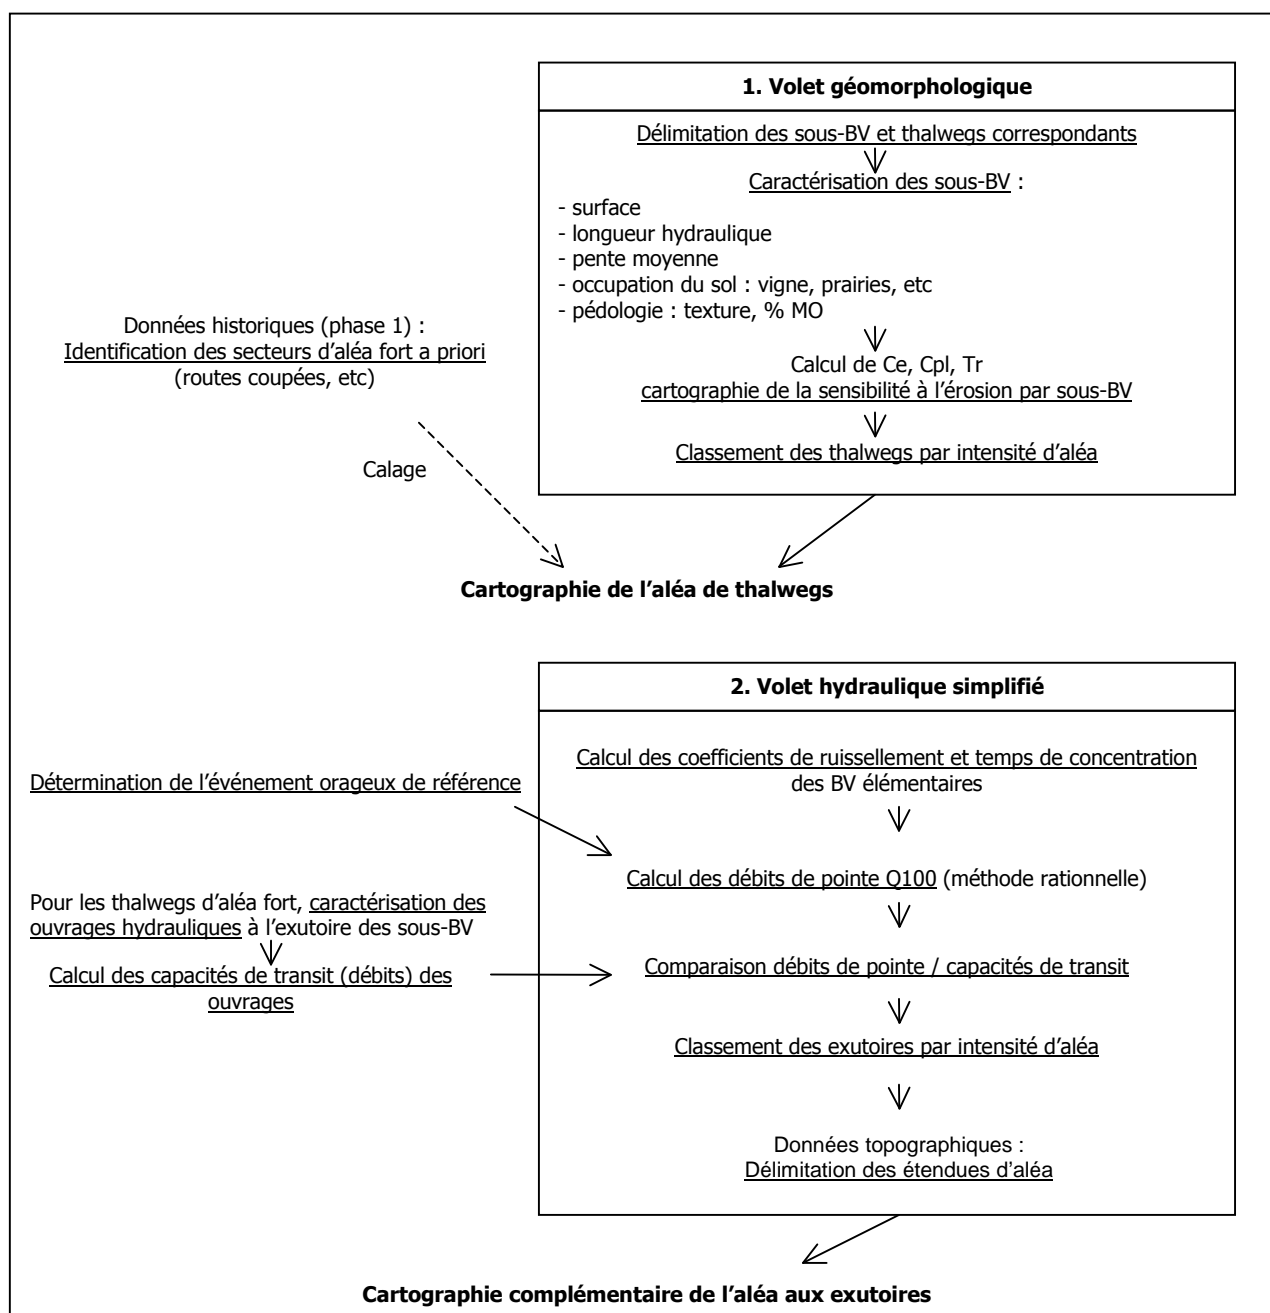 1. Volet géomorphologique
Délimitation des sous-BV et thalwegs correspondants
Caractérisation des sous-BV :
- surface
- longueur hydraulique
- pente moyenne
- occupation du sol : vigne, prairies, etc
- pédologie : texture, % MO
Calcul de Ce, Cpl, Tr
cartographie de la sensibilité à l’érosion par sous-BV
Classement des thalwegs par intensité d’aléa
Données historiques (phase 1) :
Identification des secteurs d’aléa fort a priori
(routes coupées, etc)
Calage
Cartographie de l’aléa de thalwegs
2. Volet hydraulique simplifié
Calcul des coefficients de ruissellement et temps de concentration
des BV élémentaires
Détermination de l’événement orageux de référence
Calcul des débits de pointe Q100 (méthode rationnelle)
Pour les thalwegs d’aléa fort, caractérisation des
ouvrages hydrauliques à l’exutoire des sous-BV
Calcul des capacités de transit (débits) des
ouvrages
Comparaison débits de pointe / capacités de transit
Classement des exutoires par intensité d’aléa
Données topographiques :
Délimitation des étendues d’aléa
Cartographie complémentaire de l’aléa aux exutoires